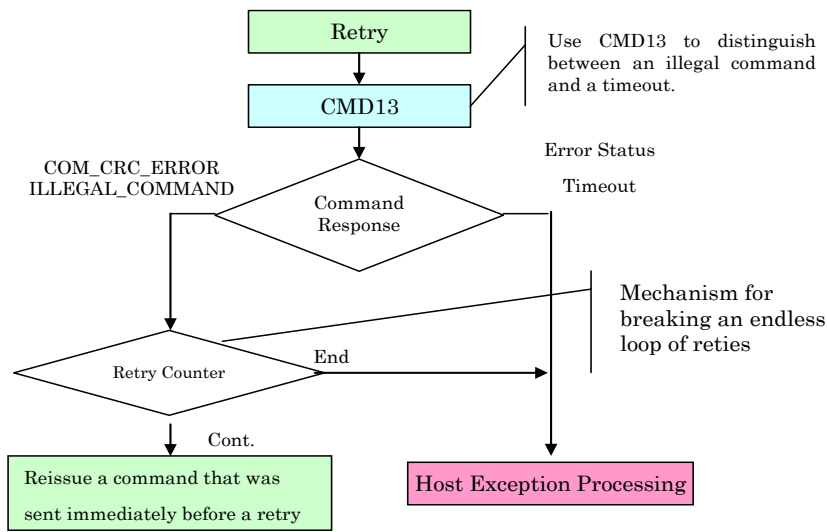 Retry
Use CMD13 to distinguish
between an illegal command
and a timeout.
CMD13
COM_CRC_ERROR
ILLEGAL_COMMAND
Error Status
Timeout
Command
Response
Mechanism for
breaking an endless
loop of reties
Retry Counter
End
Cont.
Reissue a command that was
sent immediately before a retry
Host Exception Processing